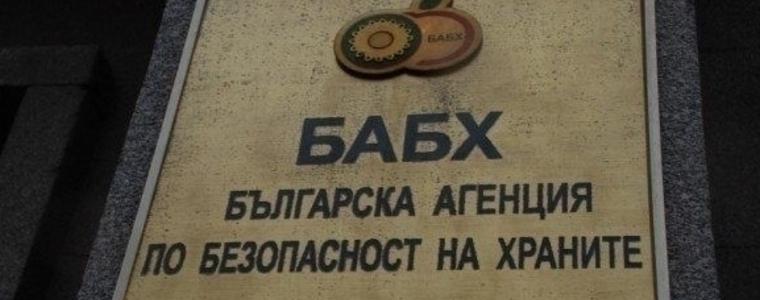 БАБХ
БАБХ
БЪЛГАРСКА АГЕНЦИЯ
ПО БЕЗОПАСНОСТ НА ХРАНИТЕ